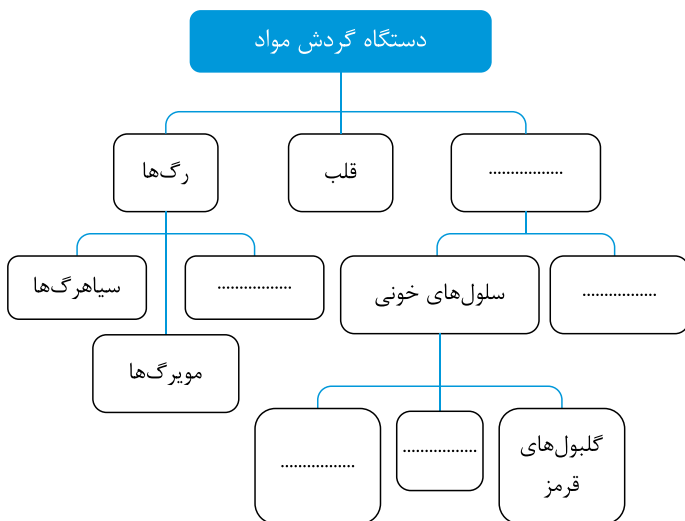 دستگاه گردش مواد
.................
قلب
رگ‌ها
.................
سلول‌های خونی
.................
سیاهرگ‌ها
مویرگ‌ها
گلبول‌های
قرمز
.................
.................